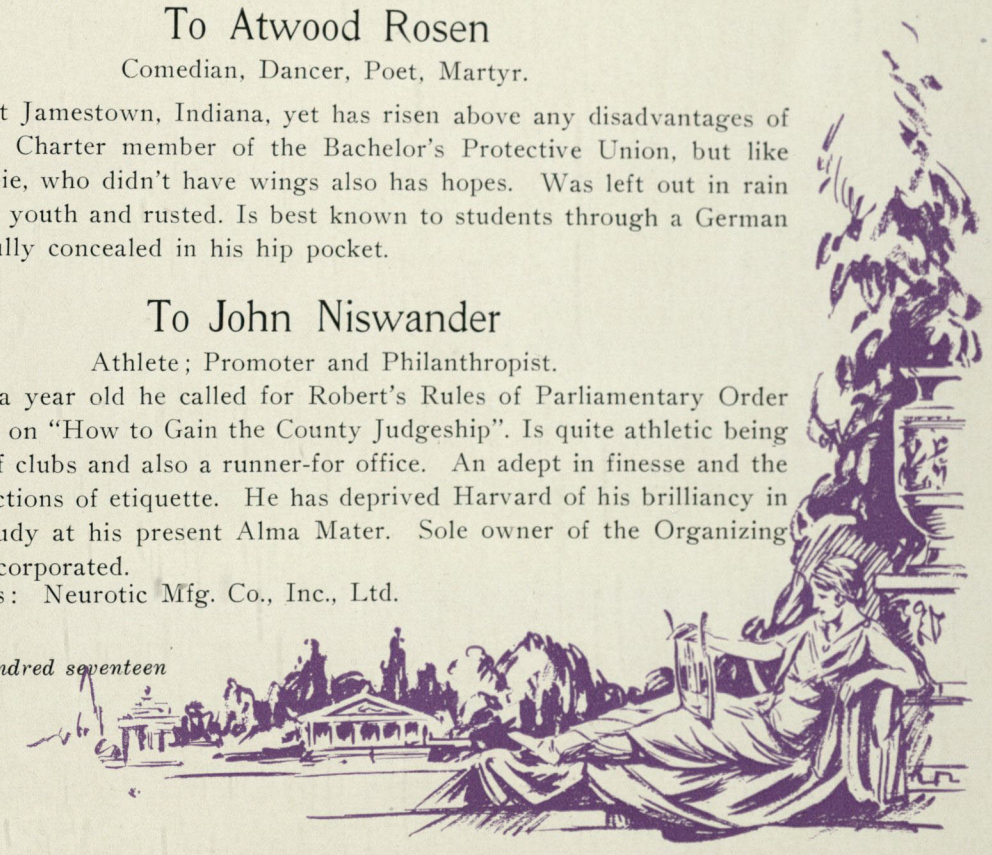 To Atwood Rosen
Comedian, Dancer, Poet, Martyr.
t Jamestown, Indiana, yet has risen above any disadvantages of
Charter member of the Bachelor's Protective Union, but like
ie, who didn't have wings also has hopes. Was left out in rain
youth and rusted. Is best known to students through a German
ully concealed in his hip pocket.
To John Niswander
Athlete; Promoter and Philanthropist.
a year old he called for Robert's Rules of Parliamentary Order
on "How to Gain the County Judgeship". Is quite athletic being
f clubs and also a runner-for office. An adept in finesse and the
ctions of etiquette. He has deprived Harvard of his brilliancy in
udy at his present Alma Mater. Sole owner of the Organizing
corporated.
s: Neurotic Mfg. Co., Inc., Ltd.
ndred seventeen